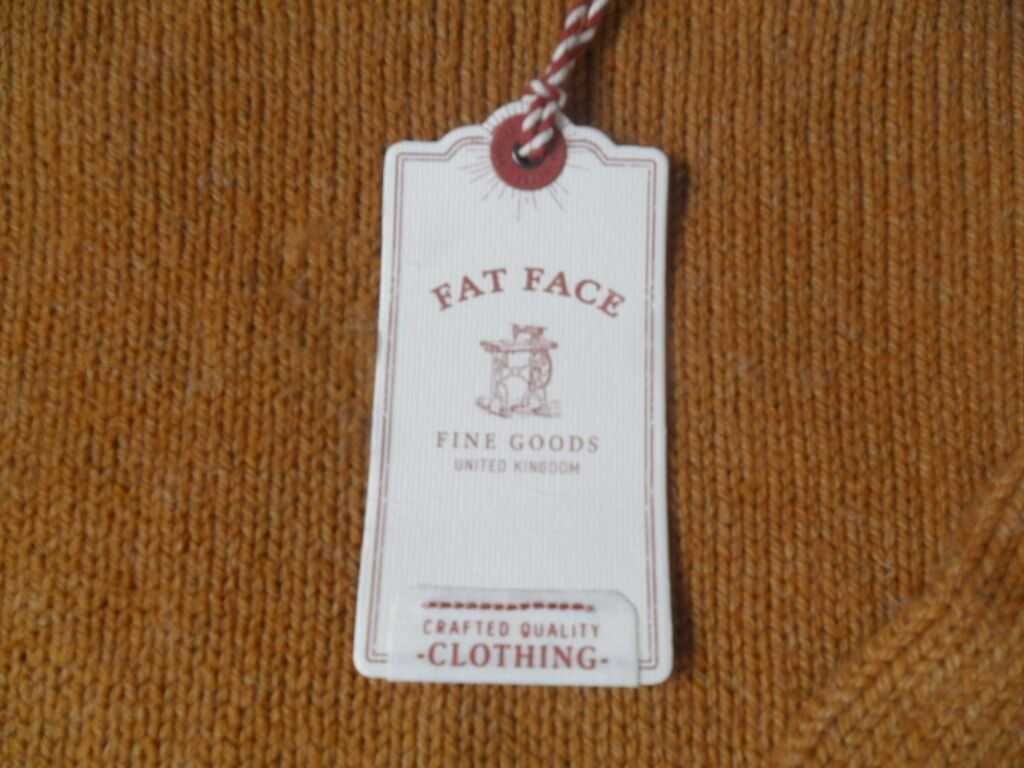 FAT FACE
FINE GOODS
UNITED KINGDOM
CRAFTED QUALITY
-CLOTHING-